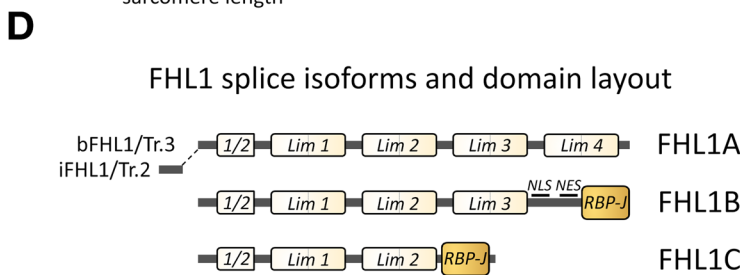 sarcomere length
D
FHL1 splice isoforms and domain layout
bFHL1/Tr.3 1/2 Lim 1 Lim 2 Lim 3 Lim 4 FHL1A
iFHL1/Tr.2
NLS NES
1/2 Lim 1 Lim 2 Lim 3 RBP-J FHL1B
1/2 Lim 1 Lim 2 RBP-J FHL1C